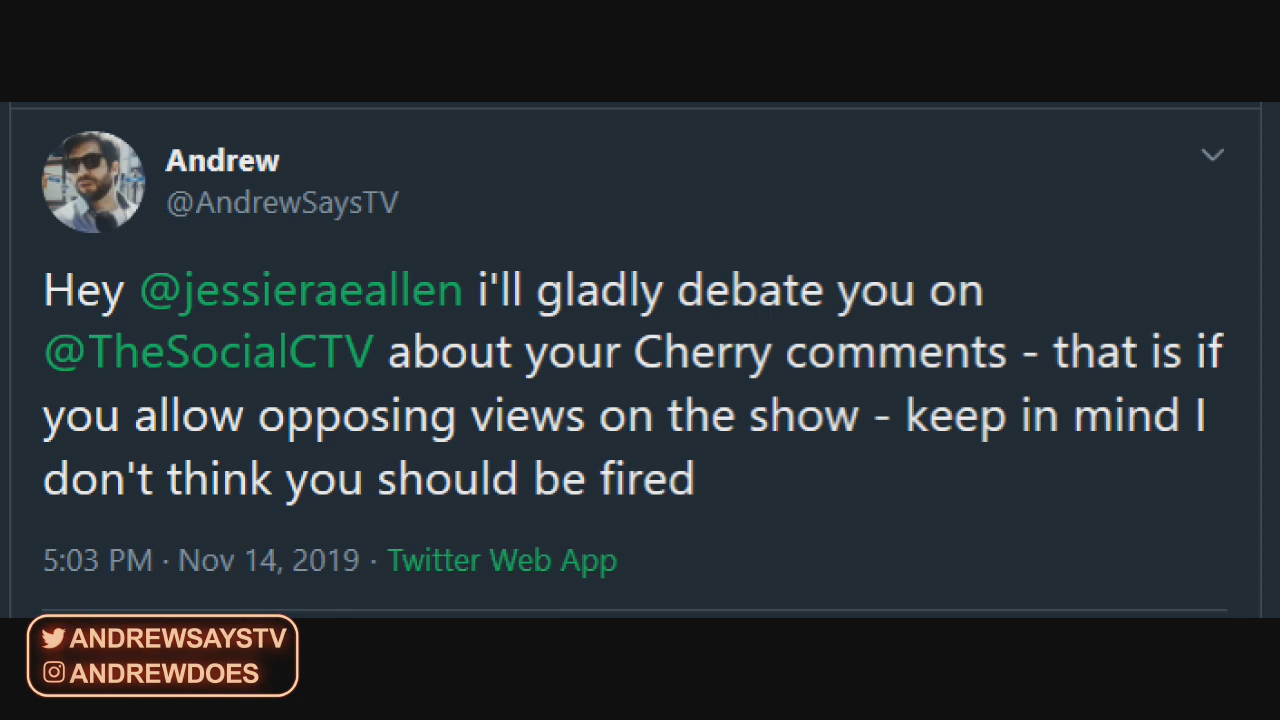 Andrew
@AndrewSaysTV
Hey @jessieraeallen i'll gladly debate you on
@TheSocialCTV about your Cherry comments - that is if
you allow opposing views on the show - keep in mind I
don't think you should be fired
5:03 PM · Nov 14, 2019 · Twitter Web App
ANDREWSAYSTV
ANDREWDOES